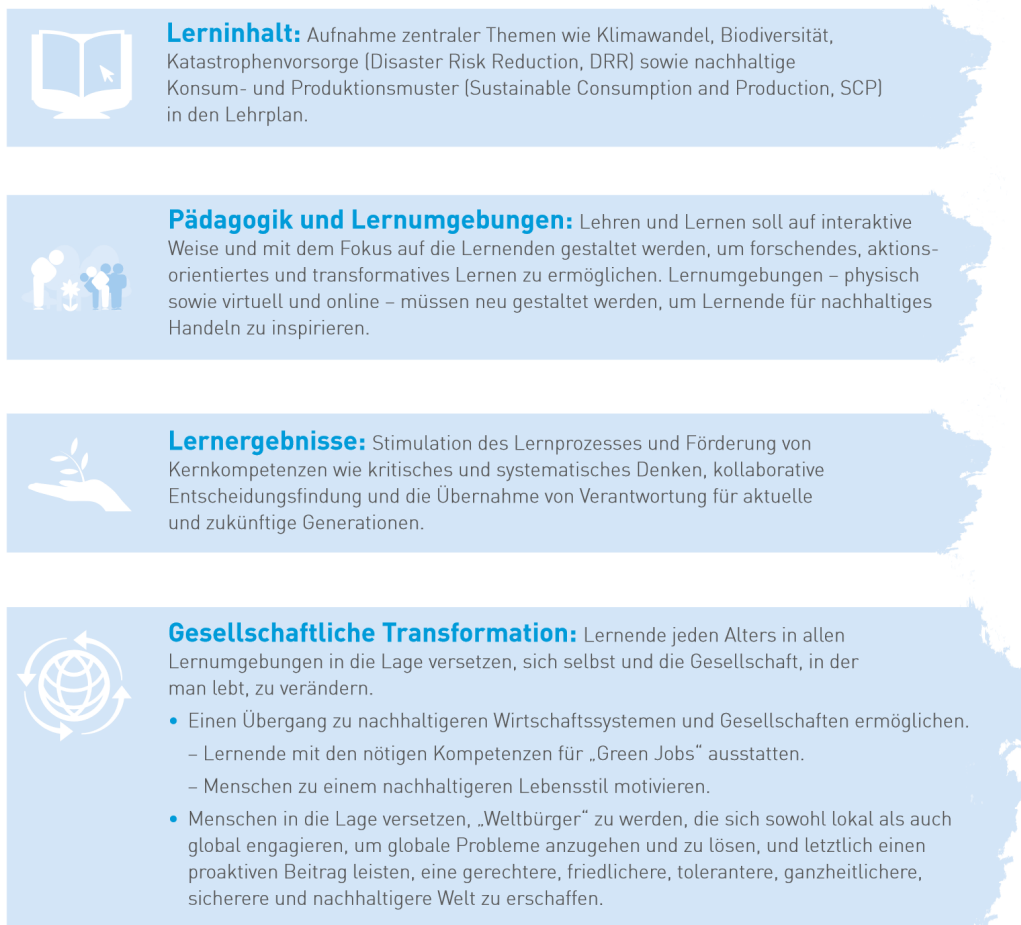 Lerninhalt: Aufnahme zentraler Themen wie Klimawandel, Biodiversität,
Katastrophenvorsorge (Disaster Risk Reduction, DRR) sowie nachhaltige
Konsum- und Produktionsmuster (Sustainable Consumption and Production, SCP)
in den Lehrplan.
Pädagogik und Lernumgebungen: Lehren und Lernen soll auf interaktive
Weise und mit dem Fokus auf die Lernenden gestaltet werden, um forschendes, aktions-
orientiertes und transformatives Lernen zu ermöglichen. Lernumgebungen – physisch
sowie virtuell und online – müssen neu gestaltet werden, um Lernende für nachhaltiges
Handeln zu inspirieren.
Lernergebnisse: Stimulation des Lernprozesses und Förderung von
Kernkompetenzen wie kritisches und systematisches Denken, kollaborative
Entscheidungsfindung und die Übernahme von Verantwortung für aktuelle
und zukünftige Generationen.
Gesellschaftliche Transformation: Lernende jeden Alters in allen
Lernumgebungen in die Lage versetzen, sich selbst und die Gesellschaft, in der
man lebt, zu verändern.
• Einen Übergang zu nachhaltigeren Wirtschaftssystemen und Gesellschaften ermöglichen.
– Lernende mit den nötigen Kompetenzen für „Green Jobs“ ausstatten.
– Menschen zu einem nachhaltigeren Lebensstil motivieren.
• Menschen in die Lage versetzen, „Weltbürger“ zu werden, die sich sowohl lokal als auch
global engagieren, um globale Probleme anzugehen und zu lösen, und letztlich einen
proaktiven Beitrag leisten, eine gerechtere, friedlichere, tolerantere, ganzheitlichere,
sicherere und nachhaltigere Welt zu erschaffen.